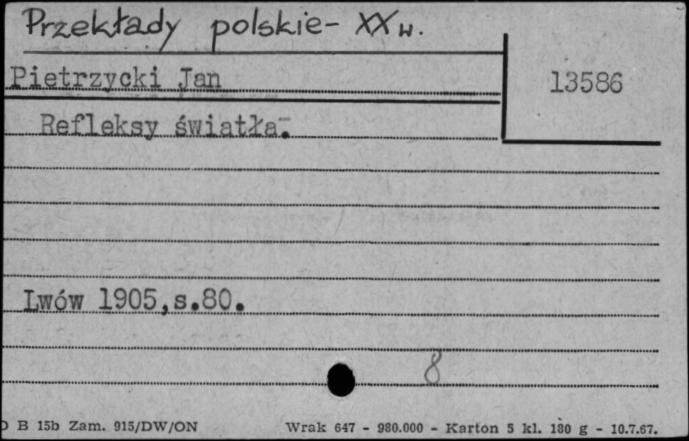 Przekłady polskie - XX w.
Pietrzycki Jan
13586
Refleksy światła.
Lwów 1905,s.80.
8
B 15b Zam. 915/DW/ON
Wrak 647 - 980.000 - Karton 5 kl. 180 g - 10.7.67.